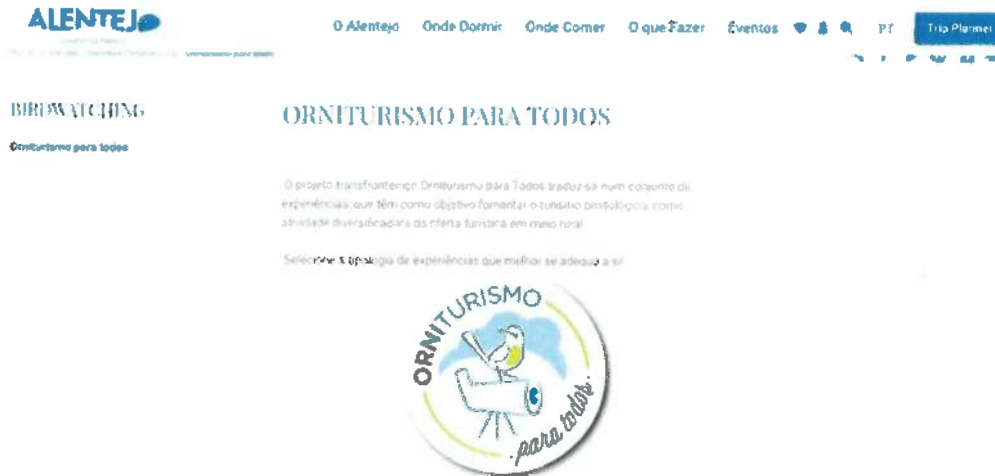 ALENTEJO
O Alentejo Onde Dormir Onde Comer O que Fazer Eventos PT Trip Planner
BIRDWATCHING
Orniturismo para todos
ORNITURISMO PARA TODOS
O projeto transfronteiriço Orniturismo para Todos traduz-se num conjunto de
experiências, que têm como objetivo fomentar o turismo ornitológico, como
atividade diversificadora da oferta turística em meio rural.
Selecione a tipologia de experiências que melhor se adequa a si!
ORNITURISMO
para todos